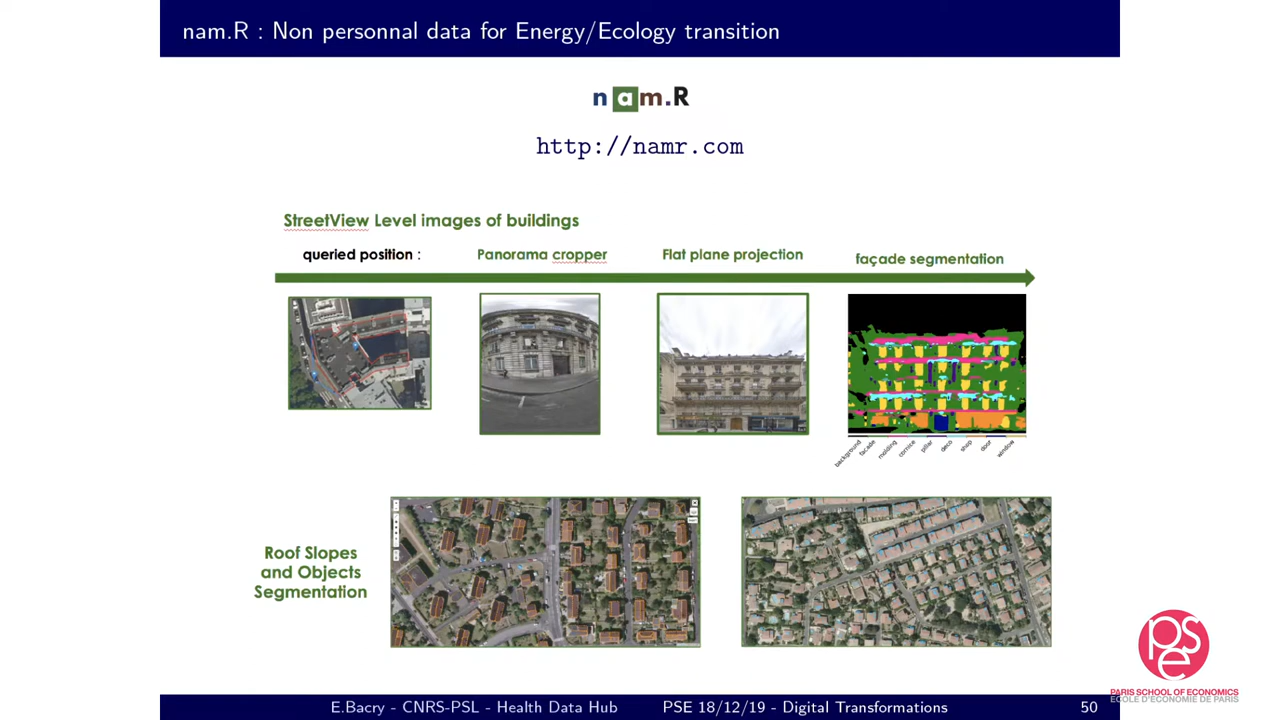 nam.R : Non personnal data for Energy/Ecology transition
nam.R
http://namr.com
StreetView Level images of buildings
queried position :
Panorama cropper
Flat plane projection
façade segmentation
background
facade
molding
cornice
pillar
deco
shop
door
window
Roof Slopes
and Objects
Segmentation
pse
PARIS SCHOOL OF ECONOMICS
ECOLE D'ECONOMIE DE PARIS
E.Bacry - CNRS-PSL - Health Data Hub
PSE 18/12/19 - Digital Transformations
50